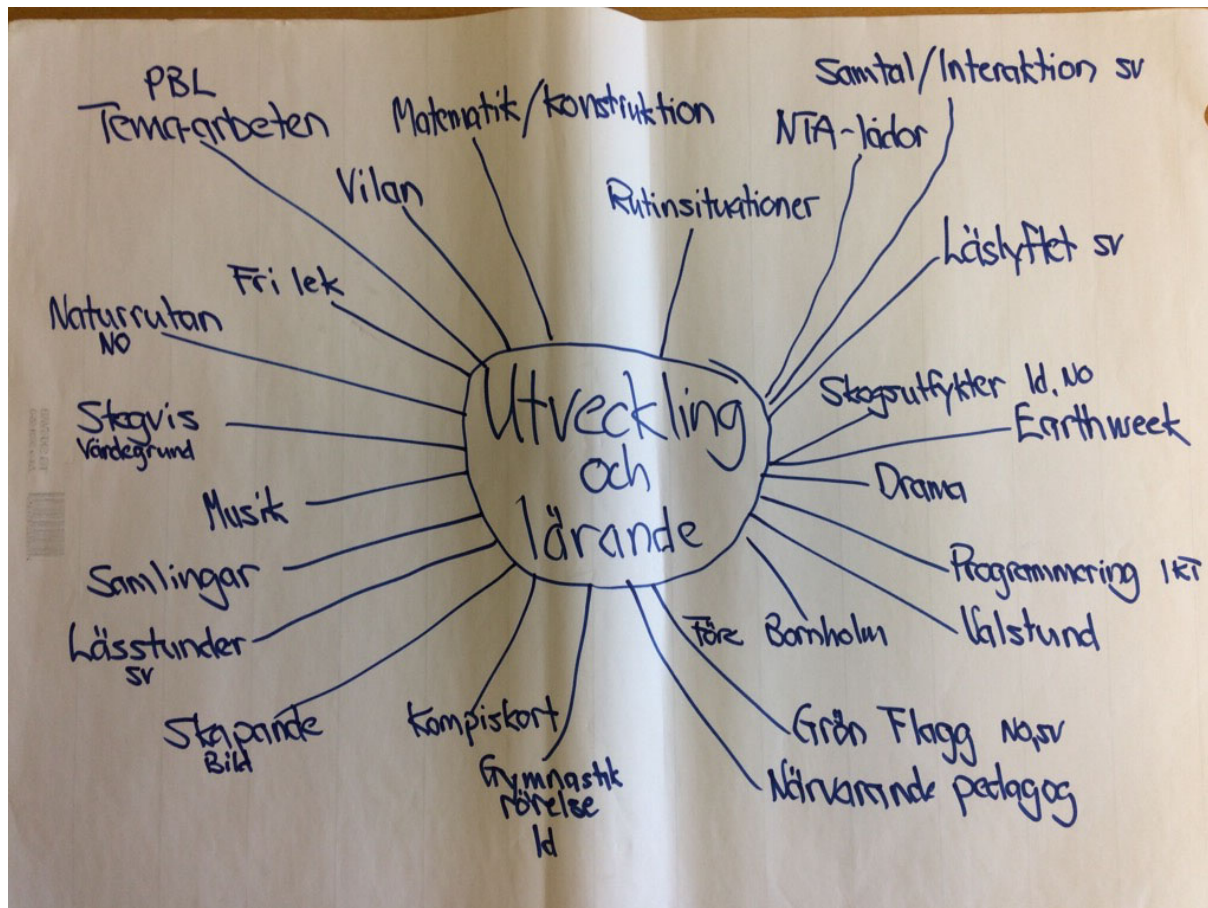 PBL
Tema-arbeten
Matematik/konstruktion
Samtal/Interaktion sv
NTA-lådor
Vilan
Rutinsituationer
Läslyftet sv
Fri lek
Naturrutan
NO
Stegvis
Värdegrund
Musik
Samlingar
Lässtunder
sv
Skapande
Bild
Utveckling
och
lärande
Skogsutflykter Id, NO
Earthweek
Drama
Programmering IKT
Valstund
Bornholm
Grön Flagg NO,sv
Närvarande pedagog
Kompiskort
Gymnastik
rörelse
Id